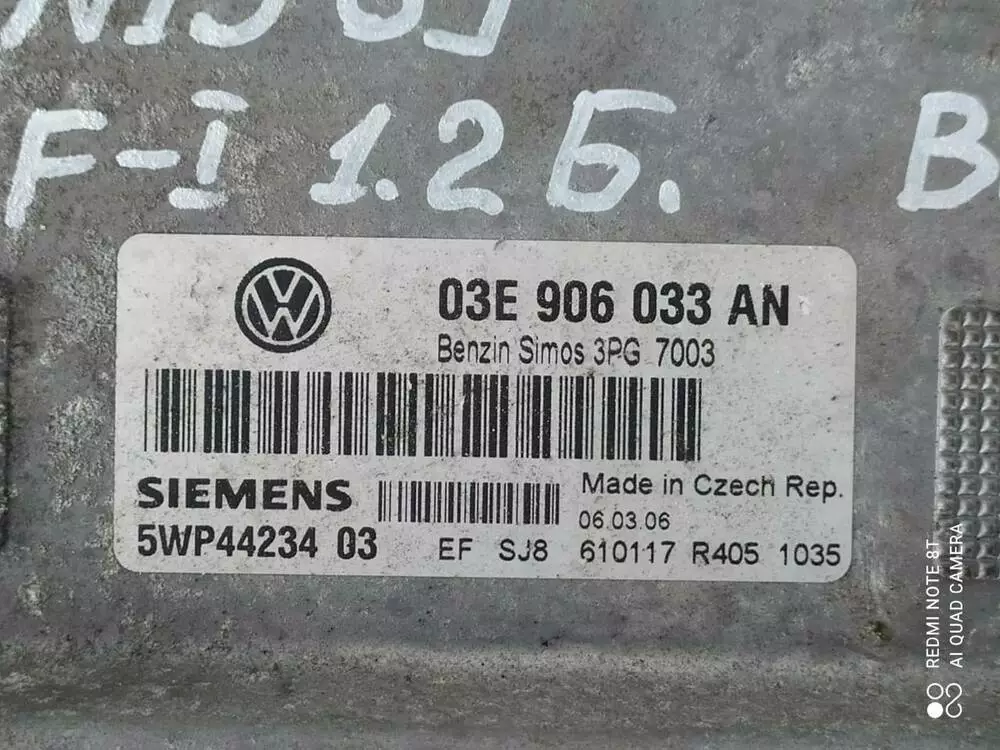 F-I 1.2 Б. B
03E 906 033 AN
Benzin Simos 3PG 7003
SIEMENS
Made in Czech Rep.
06.03.06
5WP44234 03
EF SJ8 610117 R405 1035
REDMI NOTE 8T
AI QUAD CAMERA